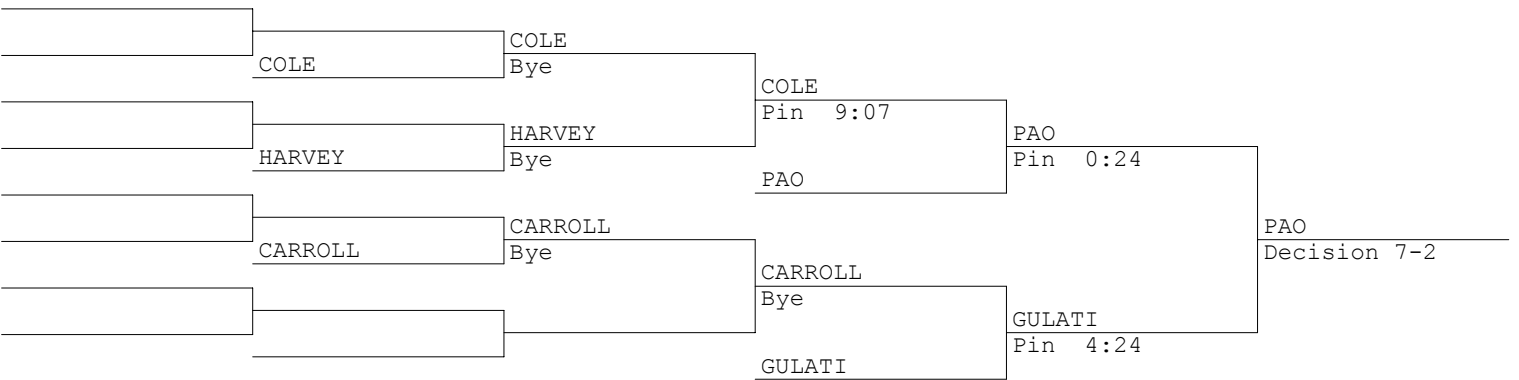 COLE
COLE
Bye
COLE
Pin 9:07
HARVEY
HARVEY
Bye
PAO
PAO
Pin 0:24
CARROLL
CARROLL
Bye
PAO
Decision 7-2
CARROLL
Bye
GULATI
GULATI
Pin 4:24